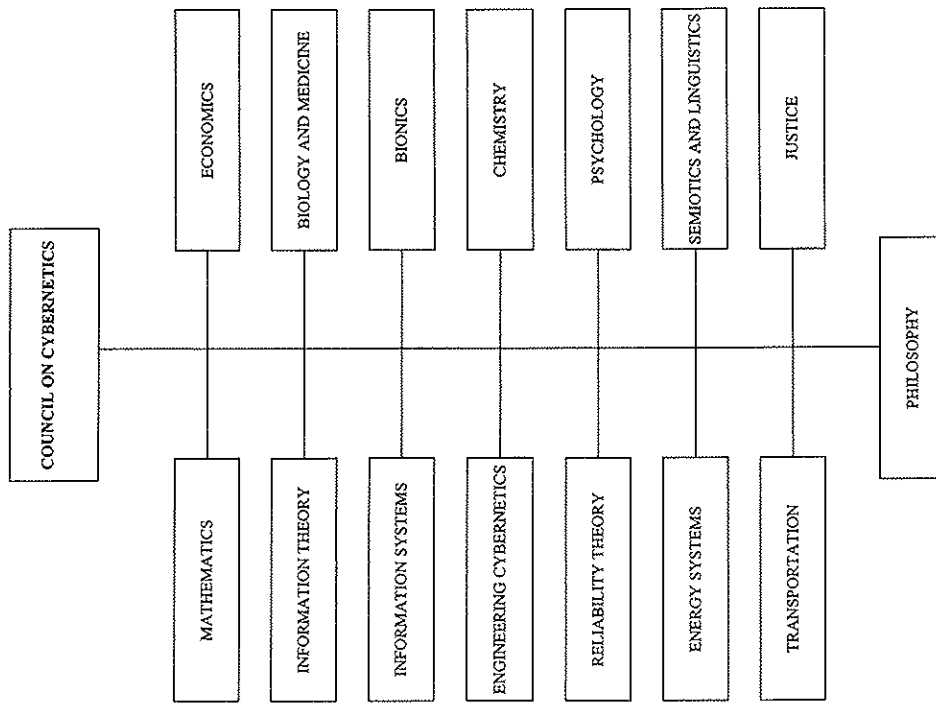 COUNCIL ON CYBERNETICS
MATHEMATICS
ECONOMICS
INFORMATION THEORY
BIOLOGY AND MEDICINE
INFORMATION SYSTEMS
BIONICS
ENGINEERING CYBERNETICS
CHEMISTRY
RELIABILITY THEORY
PSYCHOLOGY
ENERGY SYSTEMS
SEMIOTICS AND LINGUISTICS
TRANSPORTATION
JUSTICE
PHILOSOPHY